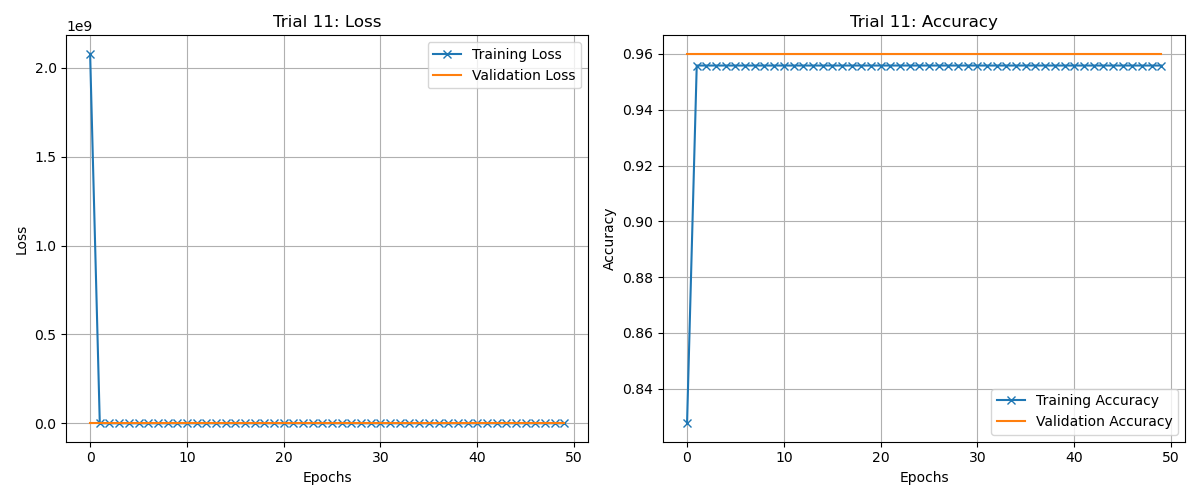 Trial 11: Loss
1e9
2.0
1.5
1.0
0.5
0.0
Loss
0 10 20 30 40 50
Epochs
Training Loss
Validation Loss
Trial 11: Accuracy
0.96
0.94
0.92
0.90
0.88
0.86
0.84
Accuracy
0 10 20 30 40 50
Epochs
Training Accuracy
Validation Accuracy